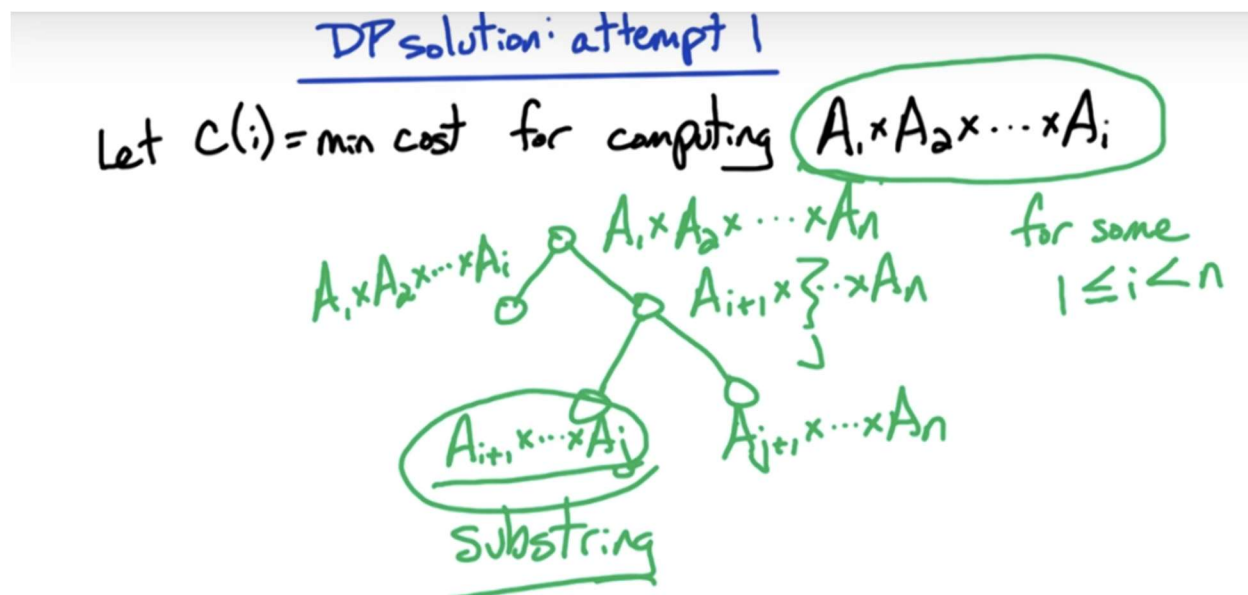 DP solution: attempt 1
Let C(i) = min cost for computing A₁×A₂×⋯×Aᵢ
A₁×A₂×⋯×Aₙ
for some
1 ≤ i < n
A₁×A₂×⋯×Aᵢ
Aᵢ₊₁×⋯×Aₙ
j
Aᵢ₊₁×⋯×Aⱼ
Aⱼ₊₁×⋯×Aₙ
substring